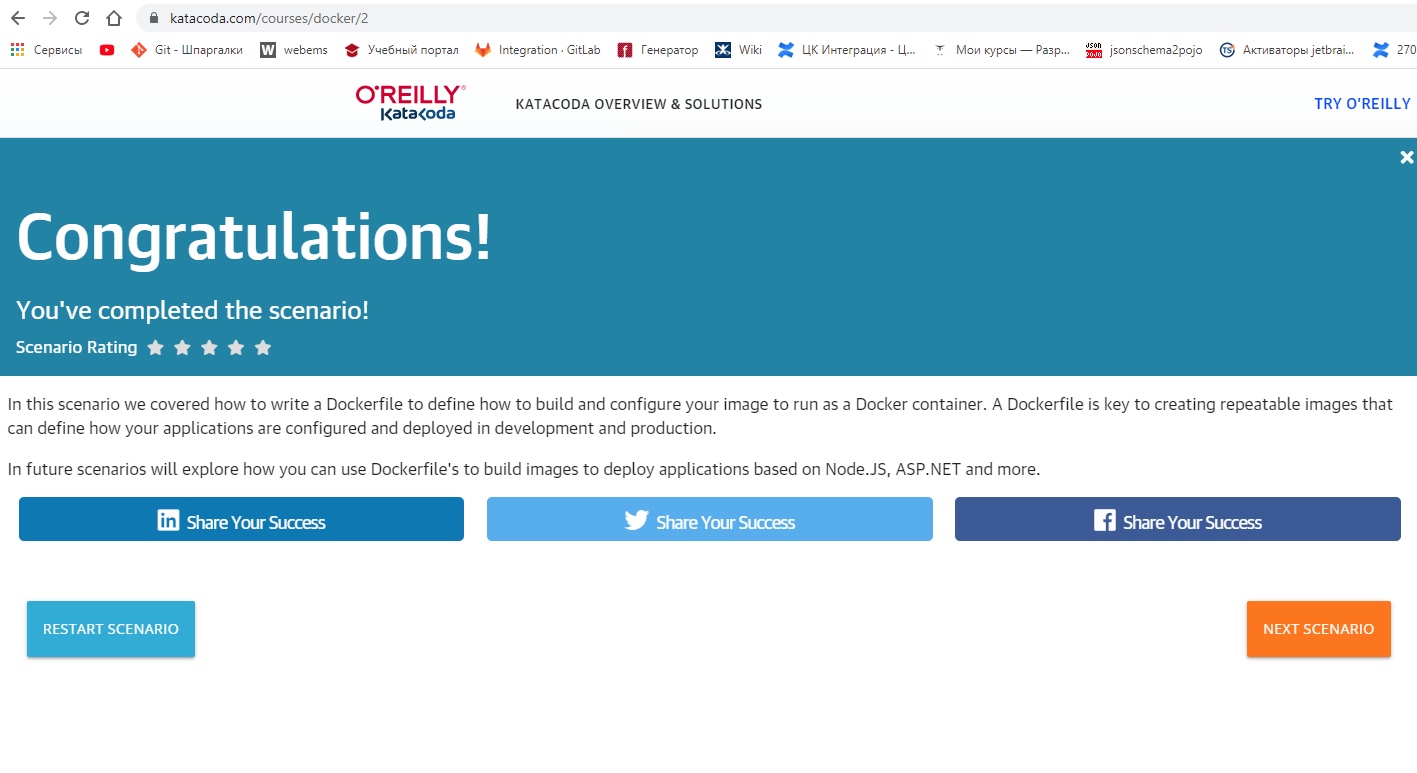 katacoda.com/courses/docker/2
Сервисы Git - Шпаргалки webems Учебный портал Integration · GitLab Генератор Wiki ЦК Интеграция - Ц... Мои курсы — Разр... jsonschema2pojo Активаторы jetbrai... 270
O'REILLY®
Katacoda
KATACODA OVERVIEW & SOLUTIONS
TRY O'REILLY
Congratulations!
You've completed the scenario!
Scenario Rating
In this scenario we covered how to write a Dockerfile to define how to build and configure your image to run as a Docker container. A Dockerfile is key to creating repeatable images that
can define how your applications are configured and deployed in development and production.
In future scenarios will explore how you can use Dockerfile's to build images to deploy applications based on Node.JS, ASP.NET and more.
Share Your Success Share Your Success Share Your Success
RESTART SCENARIO NEXT SCENARIO